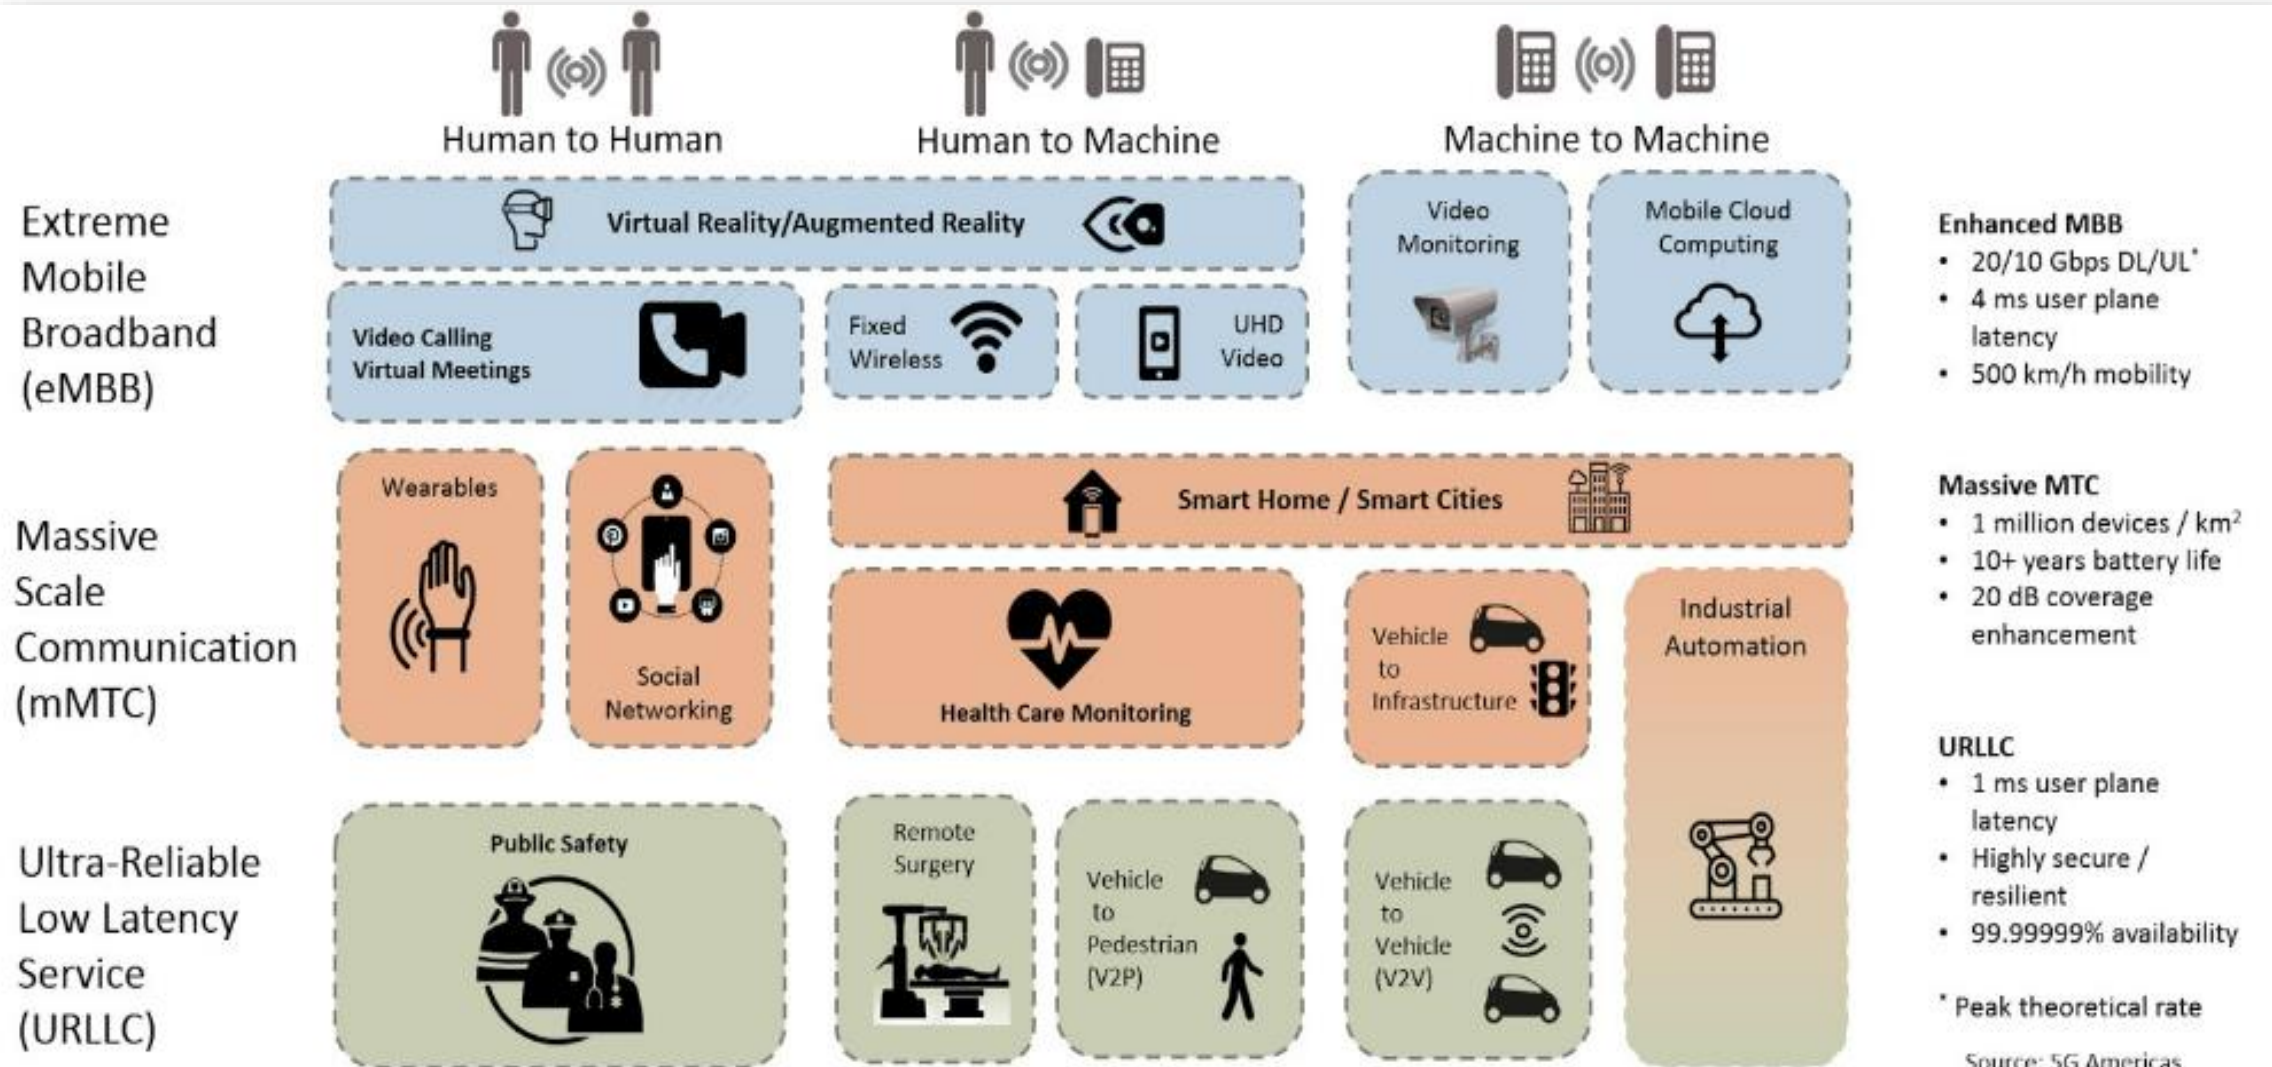 Human to Human
Human to Machine
Machine to Machine
Extreme
Mobile
Broadband
(eMBB)
Virtual Reality/Augmented Reality
Video Calling
Virtual Meetings
Fixed
Wireless
UHD
Video
Video
Monitoring
Mobile Cloud
Computing
Enhanced MBB
• 20/10 Gbps DL/UL*
• 4 ms user plane
latency
• 500 km/h mobility
Massive
Scale
Communication
(mMTC)
Wearables
Social
Networking
Smart Home / Smart Cities
Health Care Monitoring
Vehicle
to
Infrastructure
Industrial
Automation
Massive MTC
• 1 million devices / km²
• 10+ years battery life
• 20 dB coverage
enhancement
Ultra-Reliable
Low Latency
Service
(URLLC)
Public Safety
Remote
Surgery
Vehicle
to
Pedestrian
(V2P)
Vehicle
to
Vehicle
(V2V)
URLLC
• 1 ms user plane
latency
• Highly secure /
resilient
• 99.99999% availability
* Peak theoretical rate
Source: 5G Americas